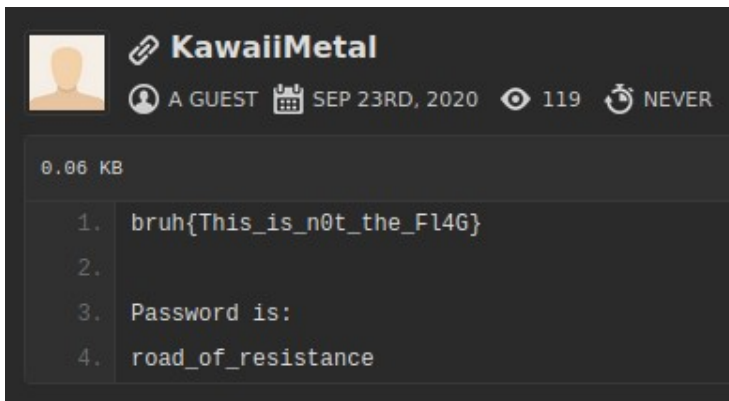 KawaiiMetal
A GUEST SEP 23RD, 2020 119 NEVER
0.06 KB
1. bruh{This_is_n0t_the_Fl4G}
2.
3. Password is:
4. road_of_resistance